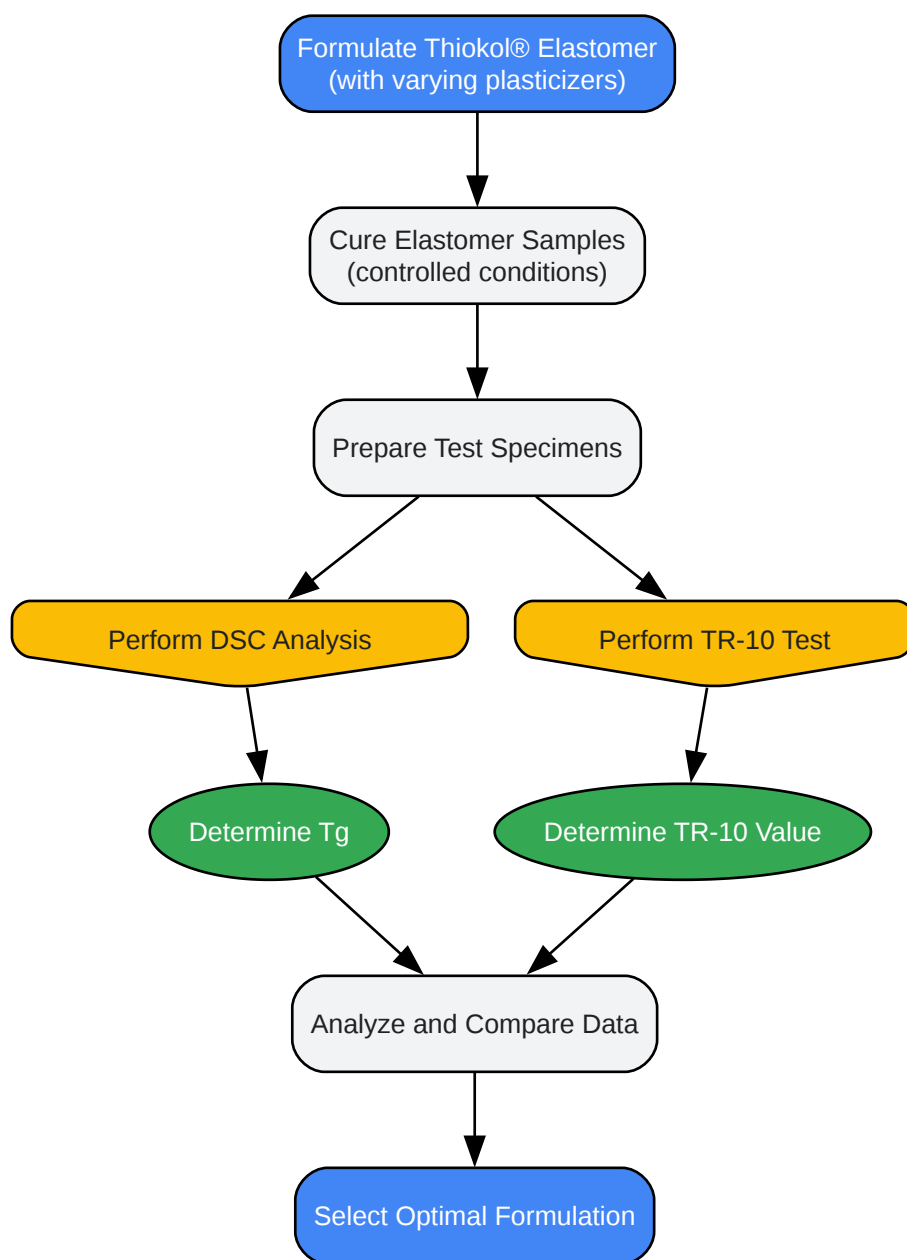 Formulate Thiokol® Elastomer
(with varying plasticizers)
Cure Elastomer Samples
(controlled conditions)
Prepare Test Specimens
Perform DSC Analysis
Perform TR-10 Test
Determine Tg
Determine TR-10 Value
Analyze and Compare Data
Select Optimal Formulation